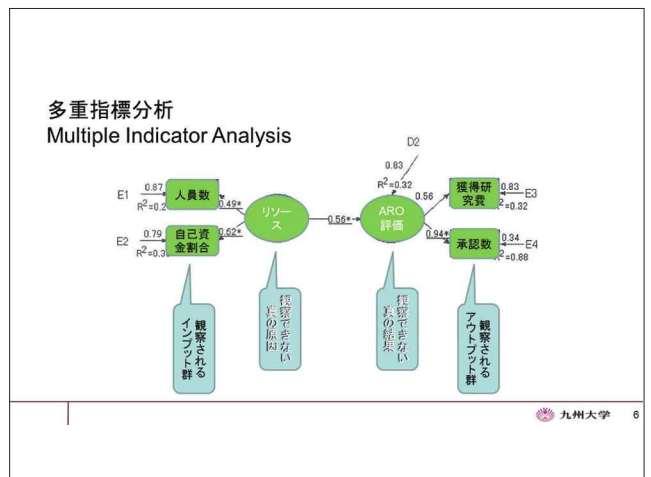 多重指標分析
Multiple Indicator Analysis
D2
0.83
R²=0.32
E1
0.87
R²=0.2
人員数
0.49*
E2
0.79
R²=0.3
自己資
金割合
0.62*
リソー
ス
0.56*
ARO
評価
0.56
獲得研
究費
0.83
E3
R²=0.32
0.94*
承認数
0.34
E4
R²=0.88
観察される
インプット群
観察できない
真の原因
観察できない
真の結果
観察される
アウトプット群
九州大学
6